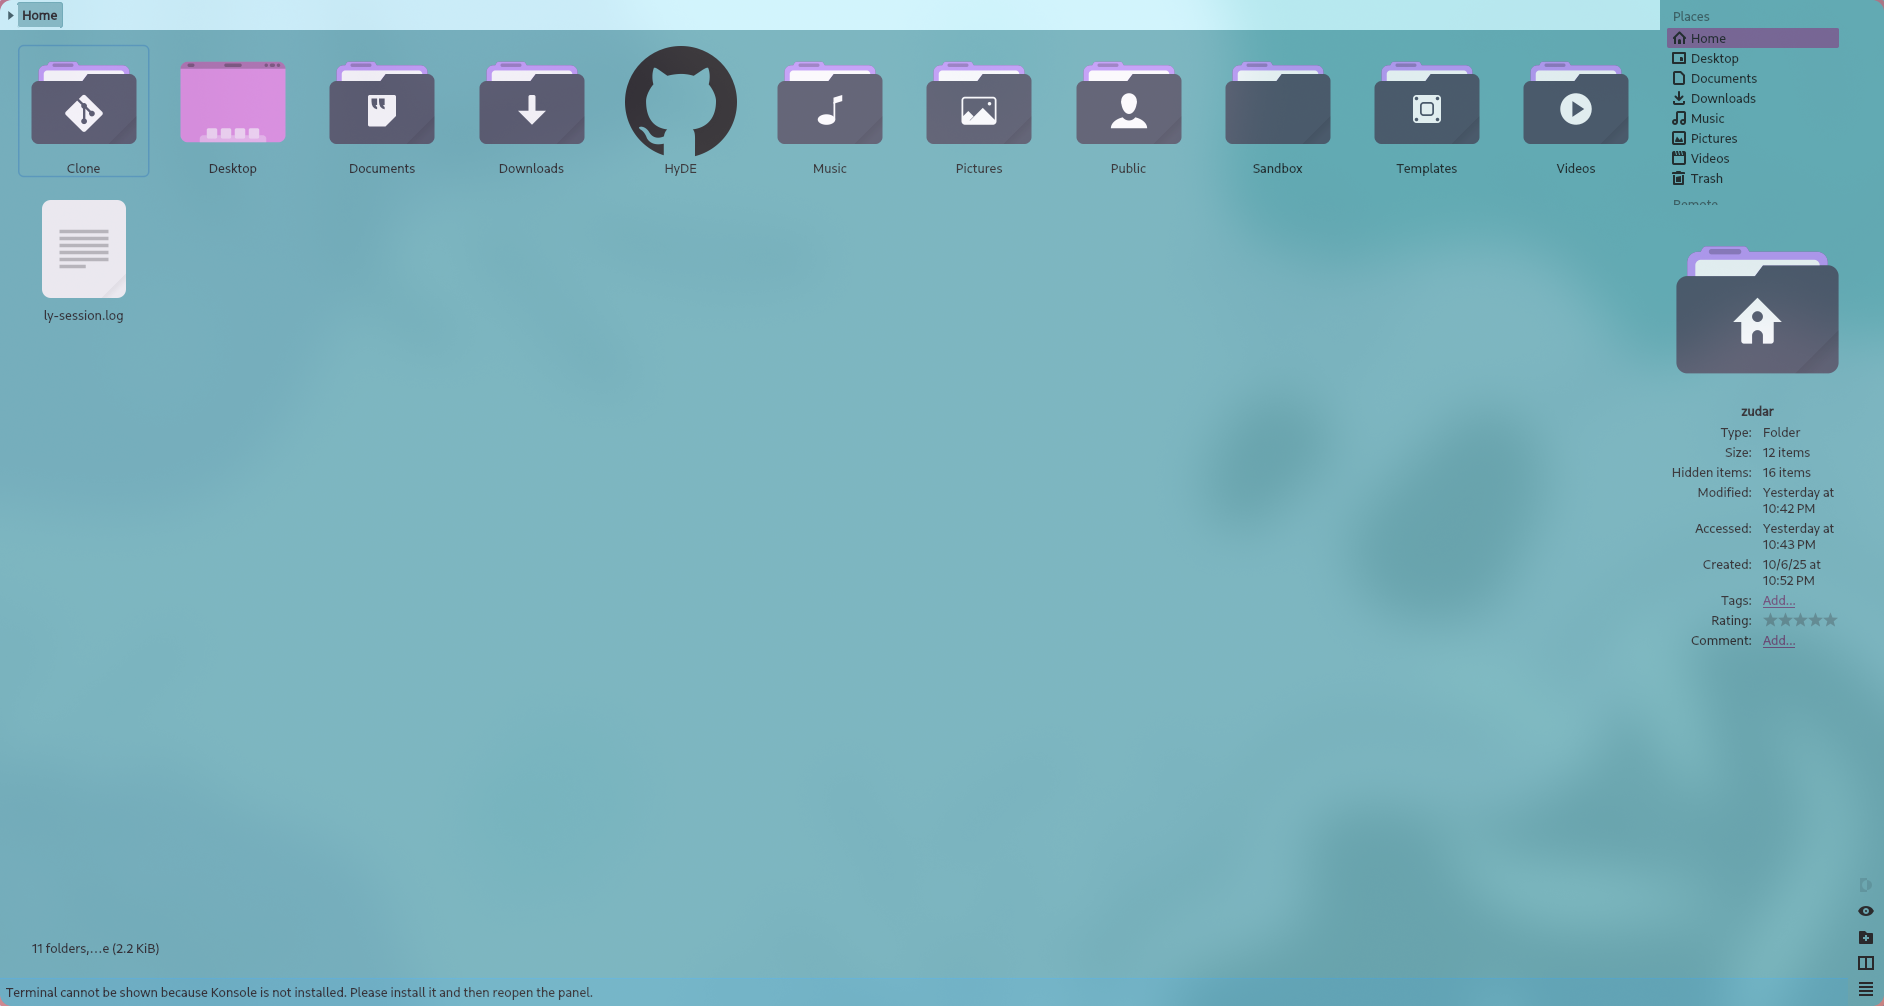 Home
Clone
Desktop
Documents
Downloads
HyDE
Music
Pictures
Public
Sandbox
Templates
Videos
ly-session.log
Places
Home
Desktop
Documents
Downloads
Music
Pictures
Videos
Trash
Remote
zudar
Type: Folder
Size: 12 items
Hidden items: 16 items
Modified: Yesterday at
10:42 PM
Accessed: Yesterday at
10:43 PM
Created: 10/6/25 at
10:52 PM
Tags: Add...
Rating:
Comment: Add...
11 folders,...e (2.2 KiB)
Terminal cannot be shown because Konsole is not installed. Please install it and then reopen the panel.